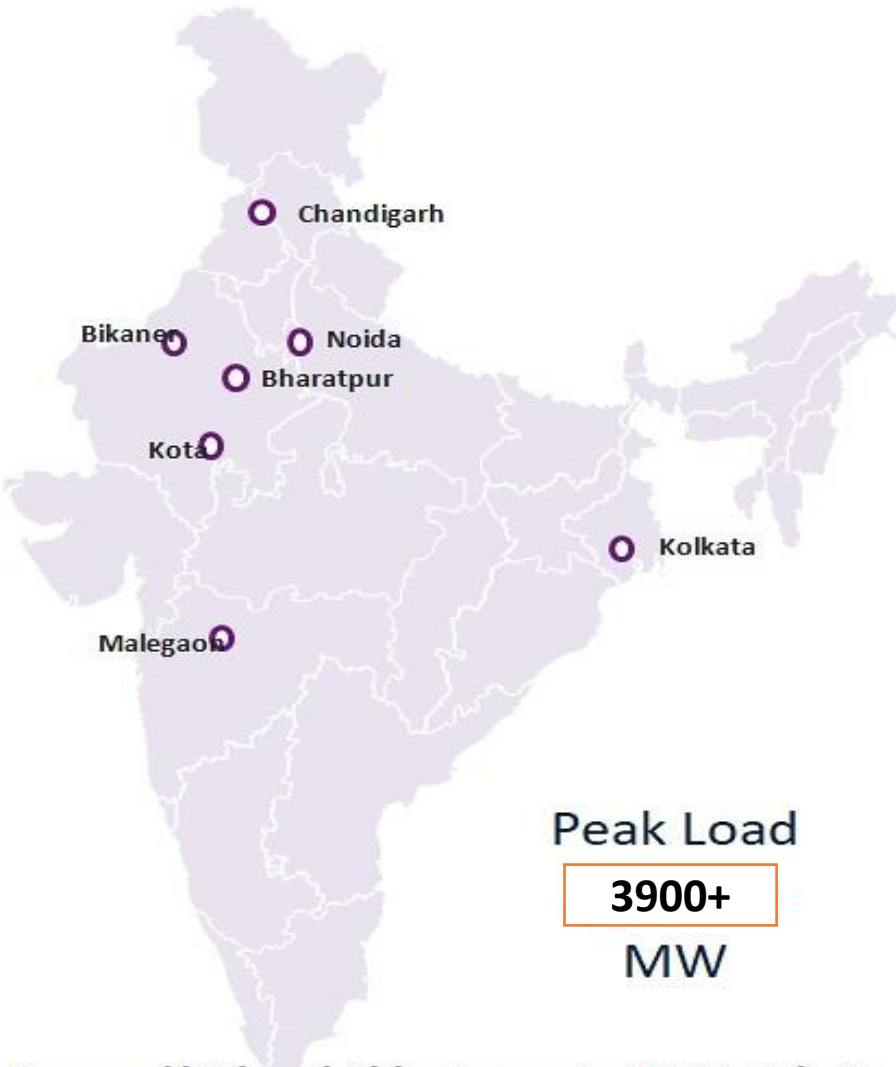 Chandigarh
Bikaner
Noida
Bharatpur
Kota
Kolkata
Malegaon
Peak Load
3900+
MW